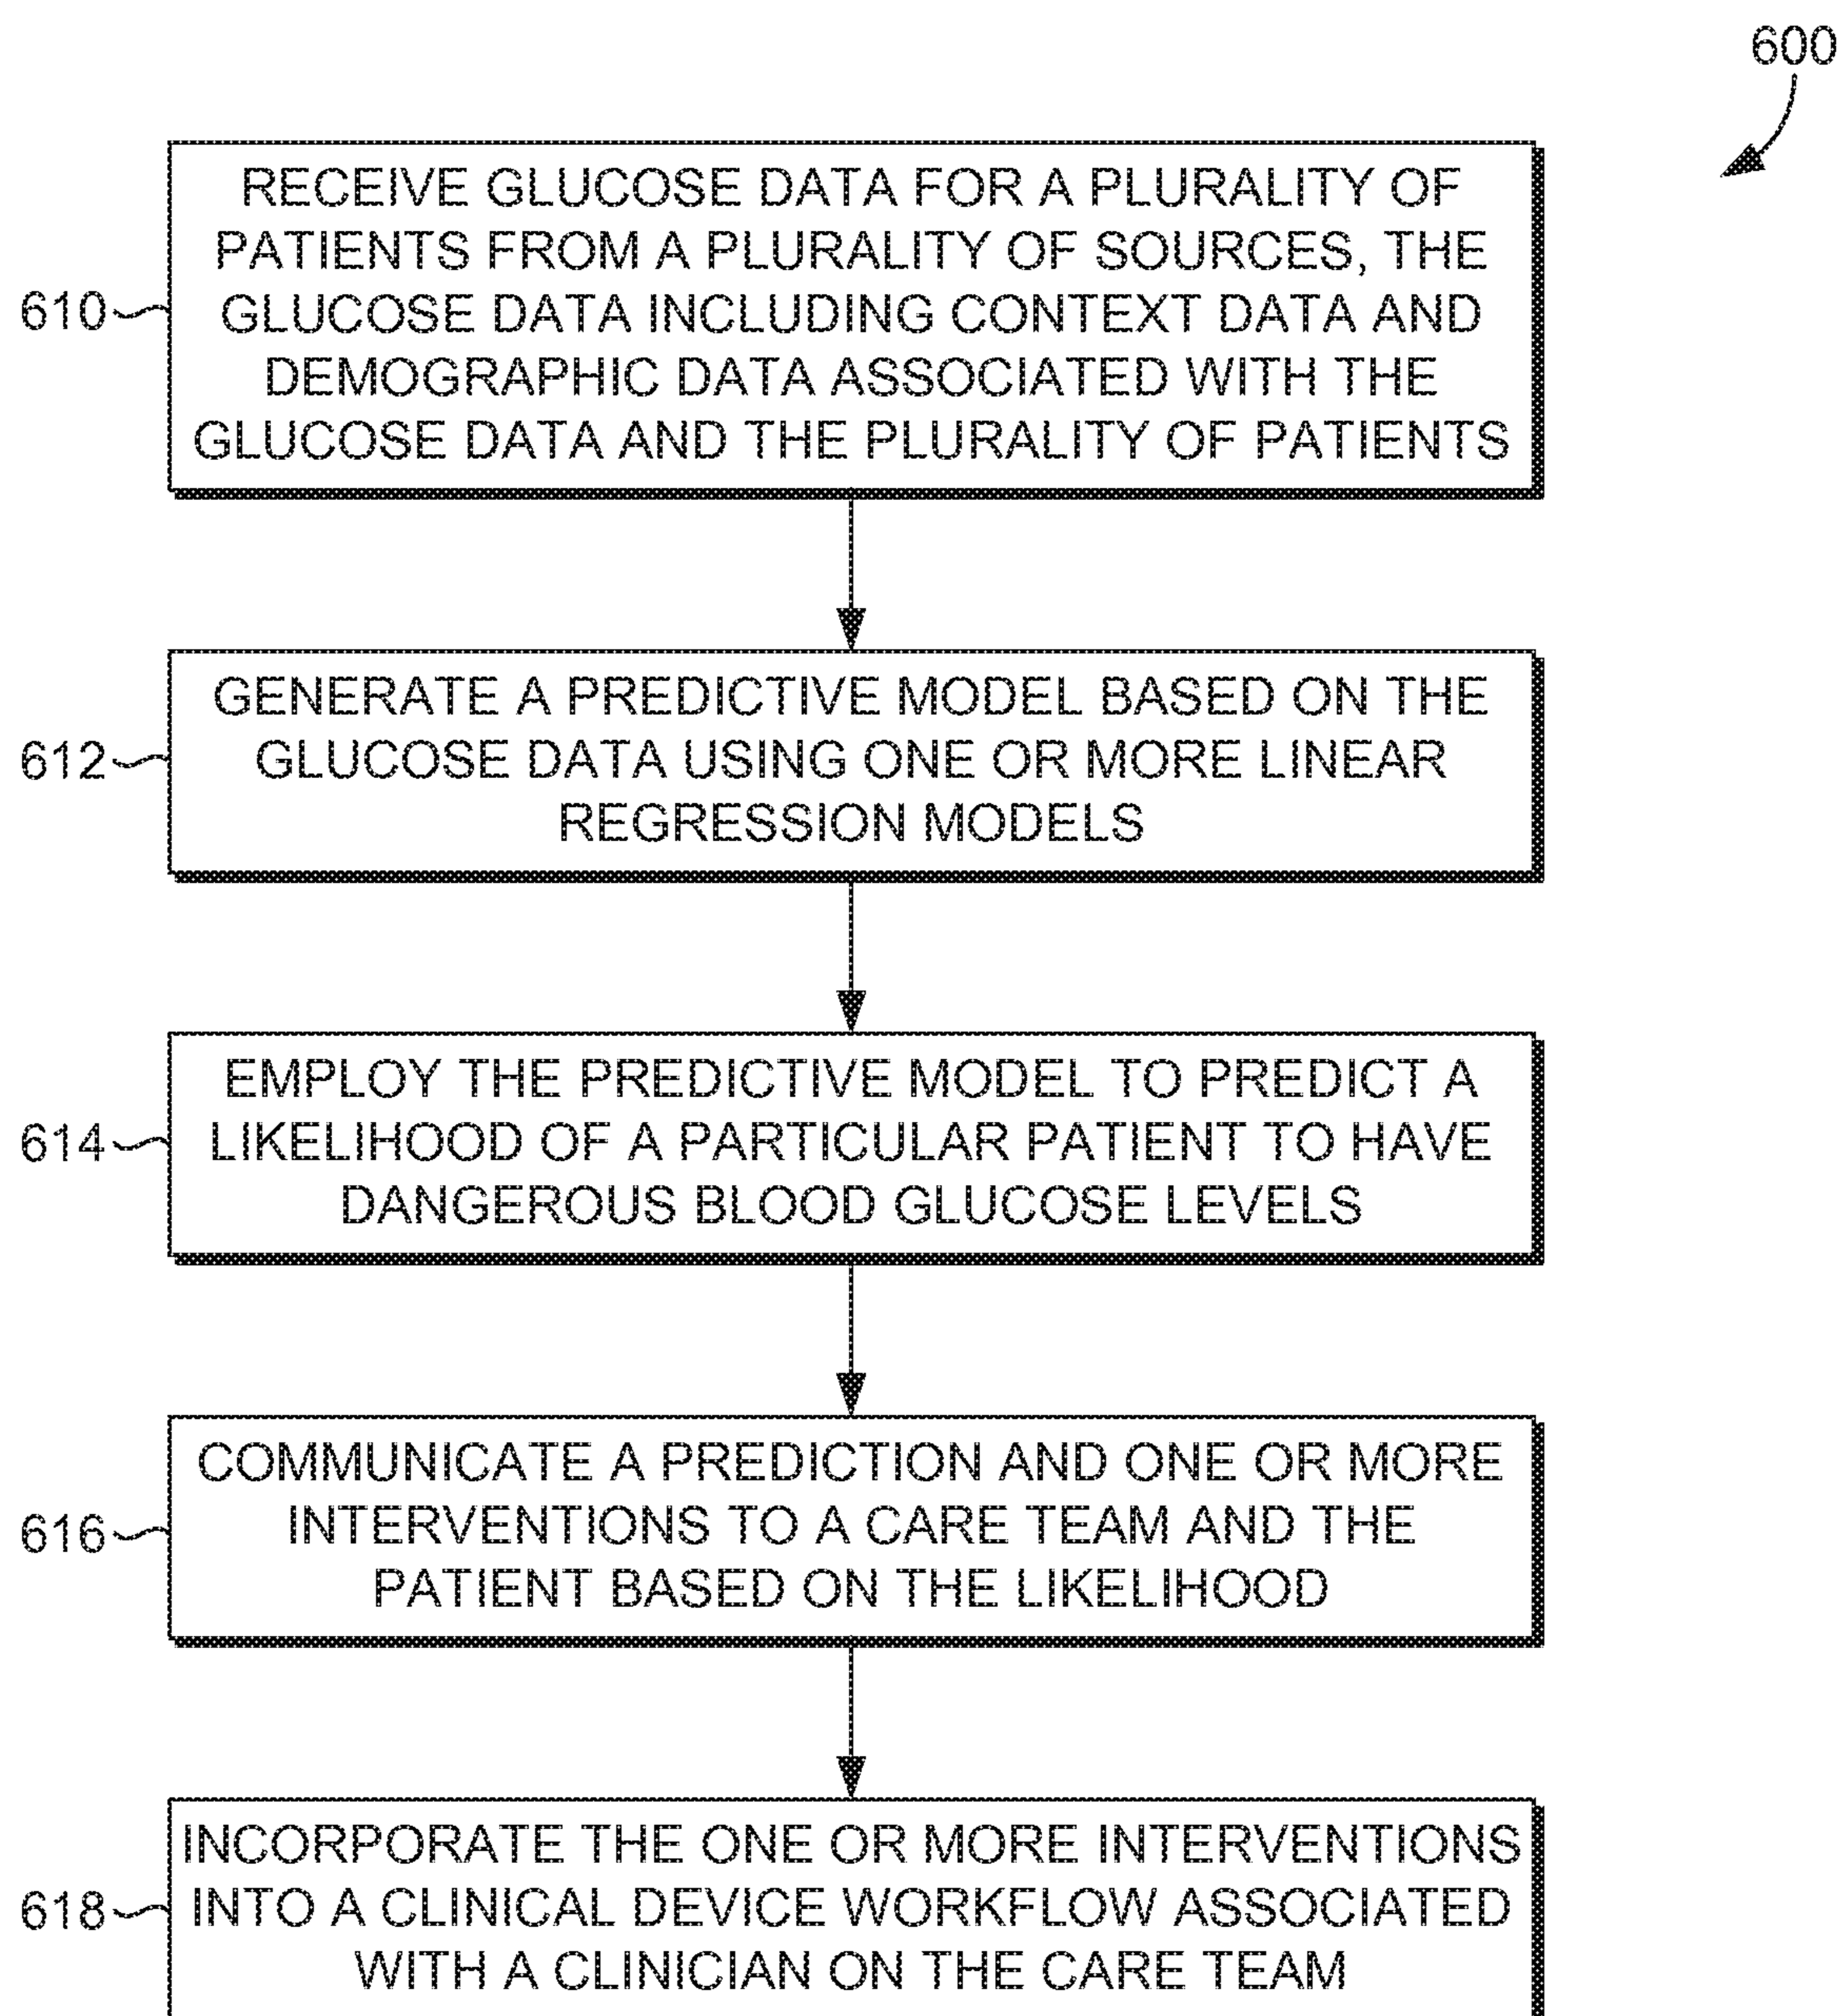 600
RECEIVE GLUCOSE DATA FOR A PLURALITY OF
PATIENTS FROM A PLURALITY OF SOURCES, THE
610 GLUCOSE DATA INCLUDING CONTEXT DATA AND
DEMOGRAPHIC DATA ASSOCIATED WITH THE
GLUCOSE DATA AND THE PLURALITY OF PATIENTS
GENERATE A PREDICTIVE MODEL BASED ON THE
612 GLUCOSE DATA USING ONE OR MORE LINEAR
REGRESSION MODELS
EMPLOY THE PREDICTIVE MODEL TO PREDICT A
614 LIKELIHOOD OF A PARTICULAR PATIENT TO HAVE
DANGEROUS BLOOD GLUCOSE LEVELS
COMMUNICATE A PREDICTION AND ONE OR MORE
616 INTERVENTIONS TO A CARE TEAM AND THE
PATIENT BASED ON THE LIKELIHOOD
INCORPORATE THE ONE OR MORE INTERVENTIONS
618 INTO A CLINICAL DEVICE WORKFLOW ASSOCIATED
WITH A CLINICIAN ON THE CARE TEAM